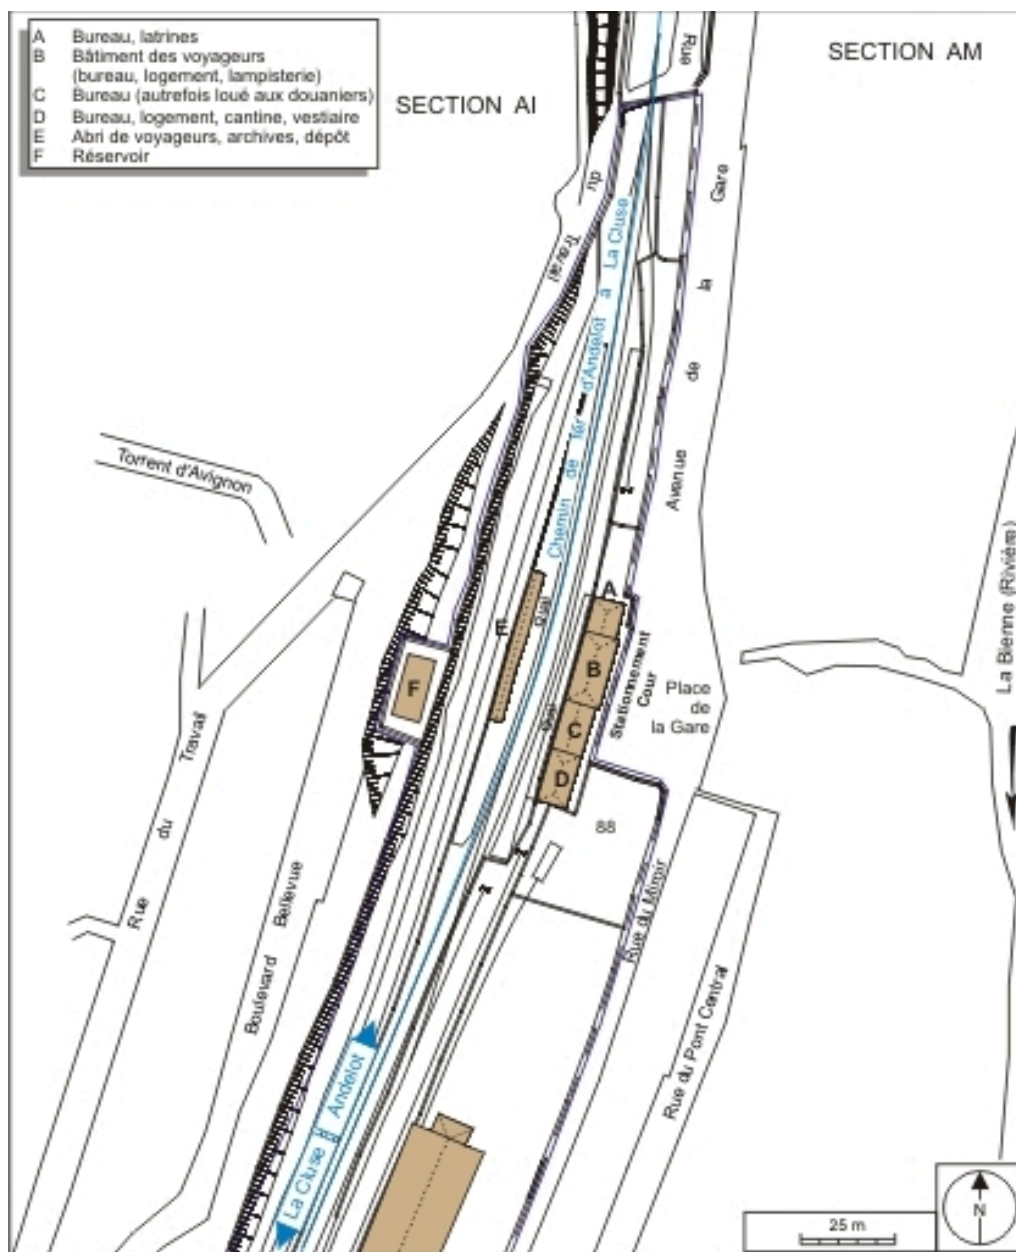 A Bureau, latrines
B Bâtiment des voyageurs
(bureau, logement, lampisterie)
C Bureau (autrefois loué aux douaniers)
D Bureau, logement, cantine, vestiaire
E Abri de voyageurs, archives, dépôt
F Réservoir
SECTION AI
SECTION AM
Rue
du
Travail
Chemin de fer d'Andelot à La Cluse
Avenue de la Gare
Torrent d'Avignon
La Bienne (Rivière)
A
B
C
D
E
F
Quai
Quai
Stationnement
Cour
Place
de
la Gare
88
Rue du Travail
Boulevard Bellevue
Rue du Miroir
Rue du Pont Central
La Cluse
Andelot
25 m
N